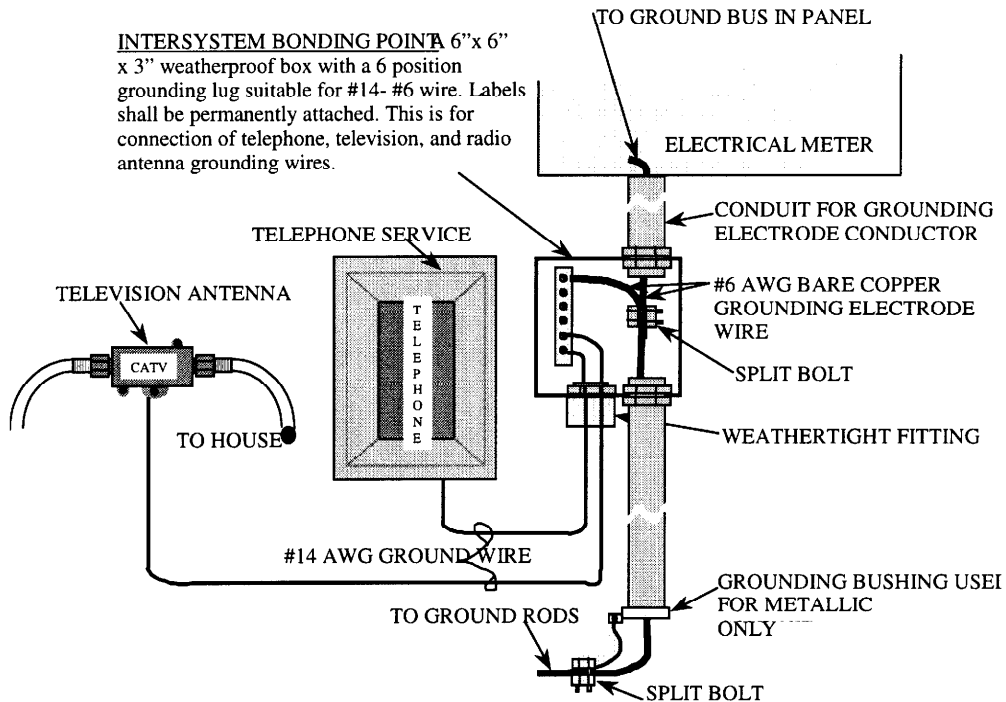 TO GROUND BUS IN PANEL
INTERSYSTEM BONDING POINT A 6”x 6”
x 3” weatherproof box with a 6 position
grounding lug suitable for #14- #6 wire. Labels
shall be permanently attached. This is for
connection of telephone, television, and radio
antenna grounding wires.
ELECTRICAL METER
CONDUIT FOR GROUNDING
ELECTRODE CONDUCTOR
TELEPHONE SERVICE
#6 AWG BARE COPPER
GROUNDING ELECTRODE
WIRE
TELEVISION ANTENNA
TELEPHONE
CATV
SPLIT BOLT
TO HOUSE
WEATHERTIGHT FITTING
#14 AWG GROUND WIRE
GROUNDING BUSHING USED
FOR METALLIC
ONLY
TO GROUND RODS
SPLIT BOLT